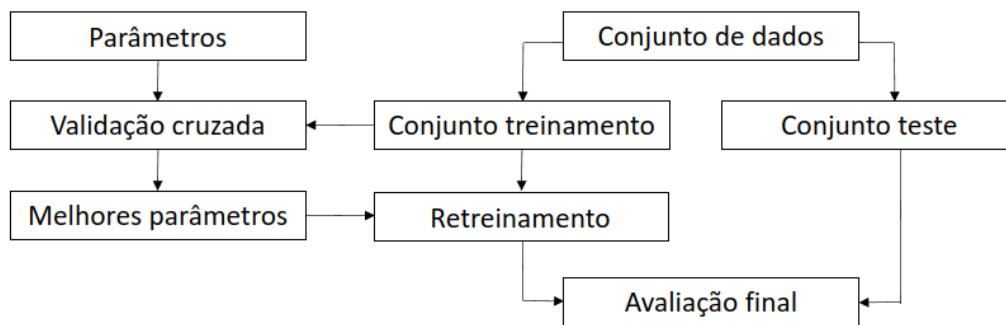 Parâmetros
Conjunto de dados
Validação cruzada
Conjunto treinamento
Conjunto teste
Melhores parâmetros
Retreinamento
Avaliação final